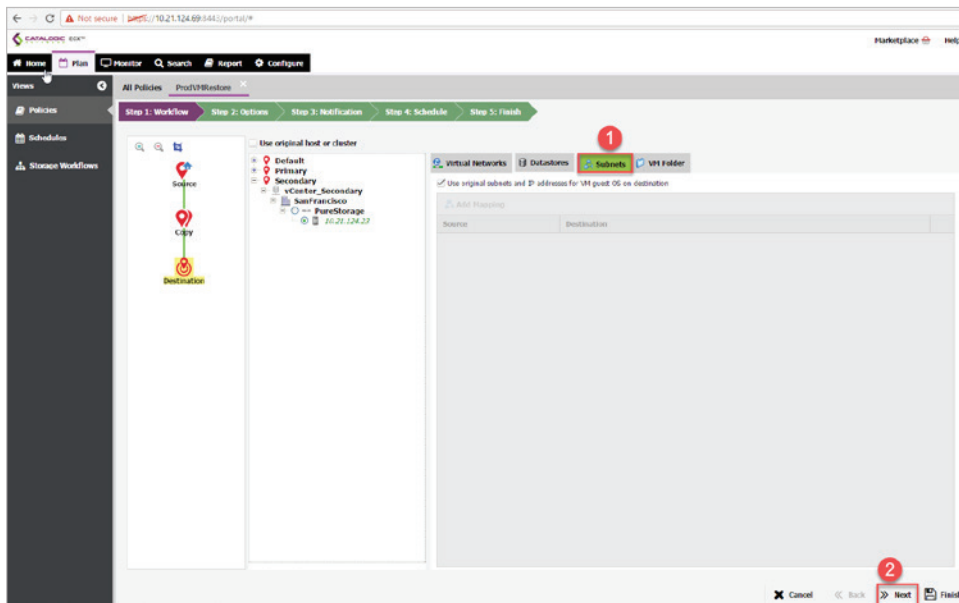 Not secure | https://10.21.124.69:8443/portal/#
CATALOGIC ECX™
Marketplace Help
Home Plan Monitor Search Report Configure
Views
All Policies ProdVMRestore
Policies
Schedules
Storage Workflows
Step 1: Workflow Step 2: Options Step 3: Notification Step 4: Schedule Step 5: Finish
Source
Copy
Destination
Use original host or cluster
Default
Primary
Secondary
vCenter_Secondary
SanFrancisco
PureStorage
10.21.124.23
1
Virtual Networks Datastores Subnets VM Folder
Use original subnets and IP addresses for VM guest OS on destination
Add Mapping
Source Destination
2
Cancel Back Next Finish